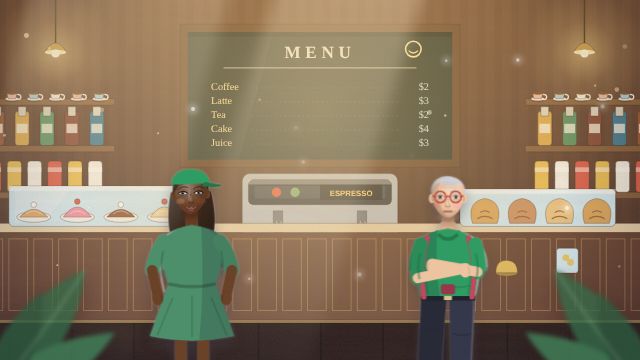 MENU
Coffee $2
Latte $3
Tea $2
Cake $4
Juice $3
ESPRESSO